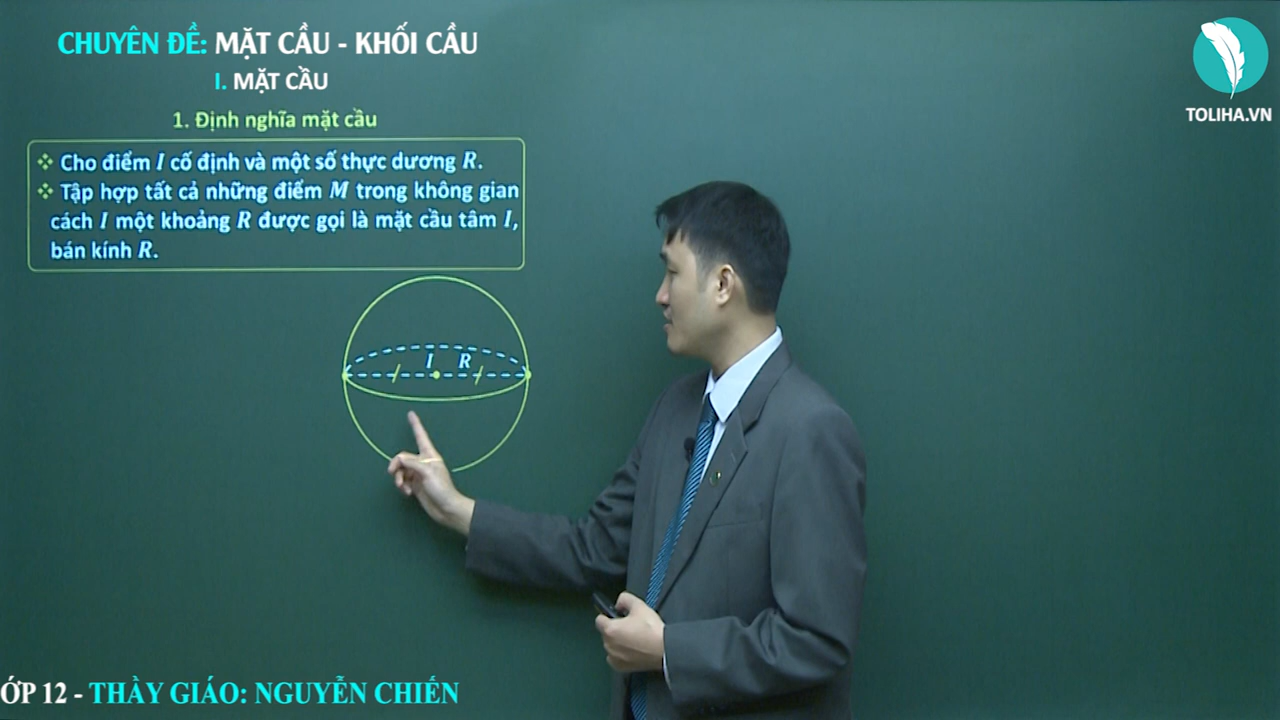 CHUYÊN ĐỀ: MẶT CẦU - KHỐI CẦU
I. MẶT CẦU
1. Định nghĩa mặt cầu
❖ Cho điểm I cố định và một số thực dương R.
❖ Tập hợp tất cả những điểm M trong không gian
cách I một khoảng R được gọi là mặt cầu tâm I,
bán kính R.
I R
TOLIHA.VN
ỚP 12 - THẦY GIÁO: NGUYỄN CHIẾN